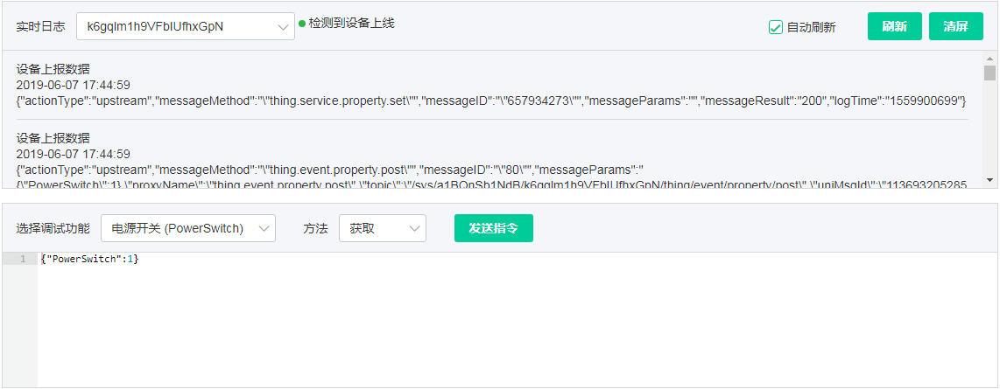 实时日志 k6gqlm1h9VFbIUfhxGpN 检测到设备上线 自动刷新 刷新 清屏
设备上报数据
2019-06-07 17:44:59
{"actionType":"upstream","messageMethod":"\"thing.service.property.set\"","messageID":"\"657934273\"","messageParams":"","messageResult":"200","logTime":"1559900699"}
设备上报数据
2019-06-07 17:44:59
{"actionType":"upstream","messageMethod":"\"thing.event.property.post\"","messageID":"\"80\"","messageParams":"
{\"PowerSwitch\":1},\"proxyName\":\"thing.event.property.post\",\"topic\":\"/sys/a1BQnSb1NdB/k6gqlm1h9VFbIUfhxGpN/thing/event/property/post\",\"uniMsgId\":\"113693205285
选择调试功能 电源开关 (PowerSwitch) 方法 获取 发送指令
1 {"PowerSwitch":1}